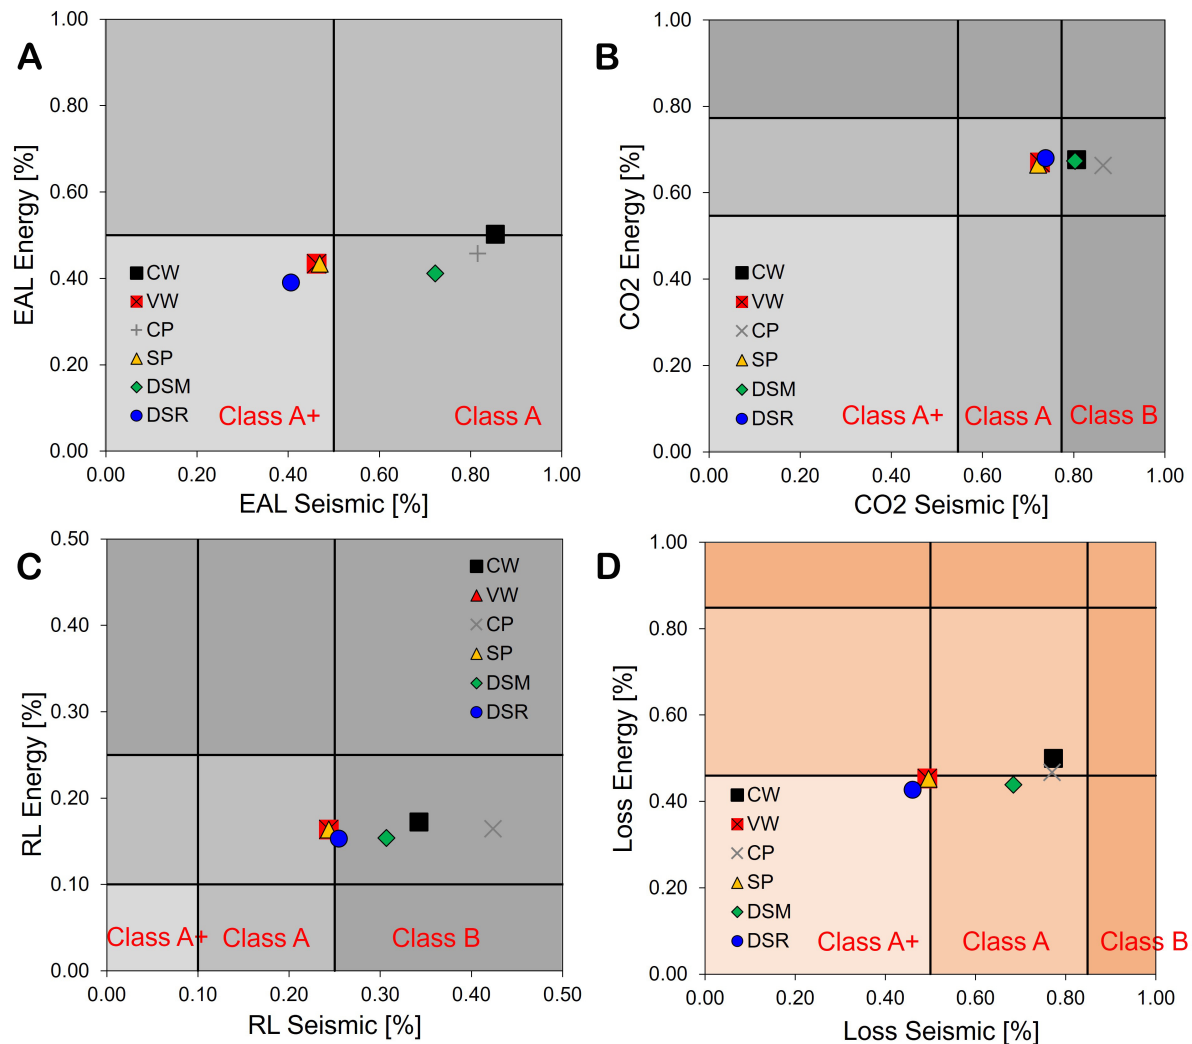 A
EAL Energy [%]
1.00
0.80
0.60
0.40
0.20
0.00
CW
VW
CP
SP
DSM
DSR
Class A+
Class A
0.00 0.20 0.40 0.60 0.80 1.00
EAL Seismic [%]
B
CO2 Energy [%]
1.00
0.80
0.60
0.40
0.20
0.00
CW
VW
CP
SP
DSM
DSR
Class A+
Class A
Class B
0.00 0.20 0.40 0.60 0.80 1.00
CO2 Seismic [%]
C
RL Energy [%]
0.50
0.40
0.30
0.20
0.10
0.00
CW
VW
CP
SP
DSM
DSR
Class A+
Class A
Class B
0.00 0.10 0.20 0.30 0.40 0.50
RL Seismic [%]
D
Loss Energy [%]
1.00
0.80
0.60
0.40
0.20
0.00
CW
VW
CP
SP
DSM
DSR
Class A+
Class A
Class B
0.00 0.20 0.40 0.60 0.80 1.00
Loss Seismic [%]